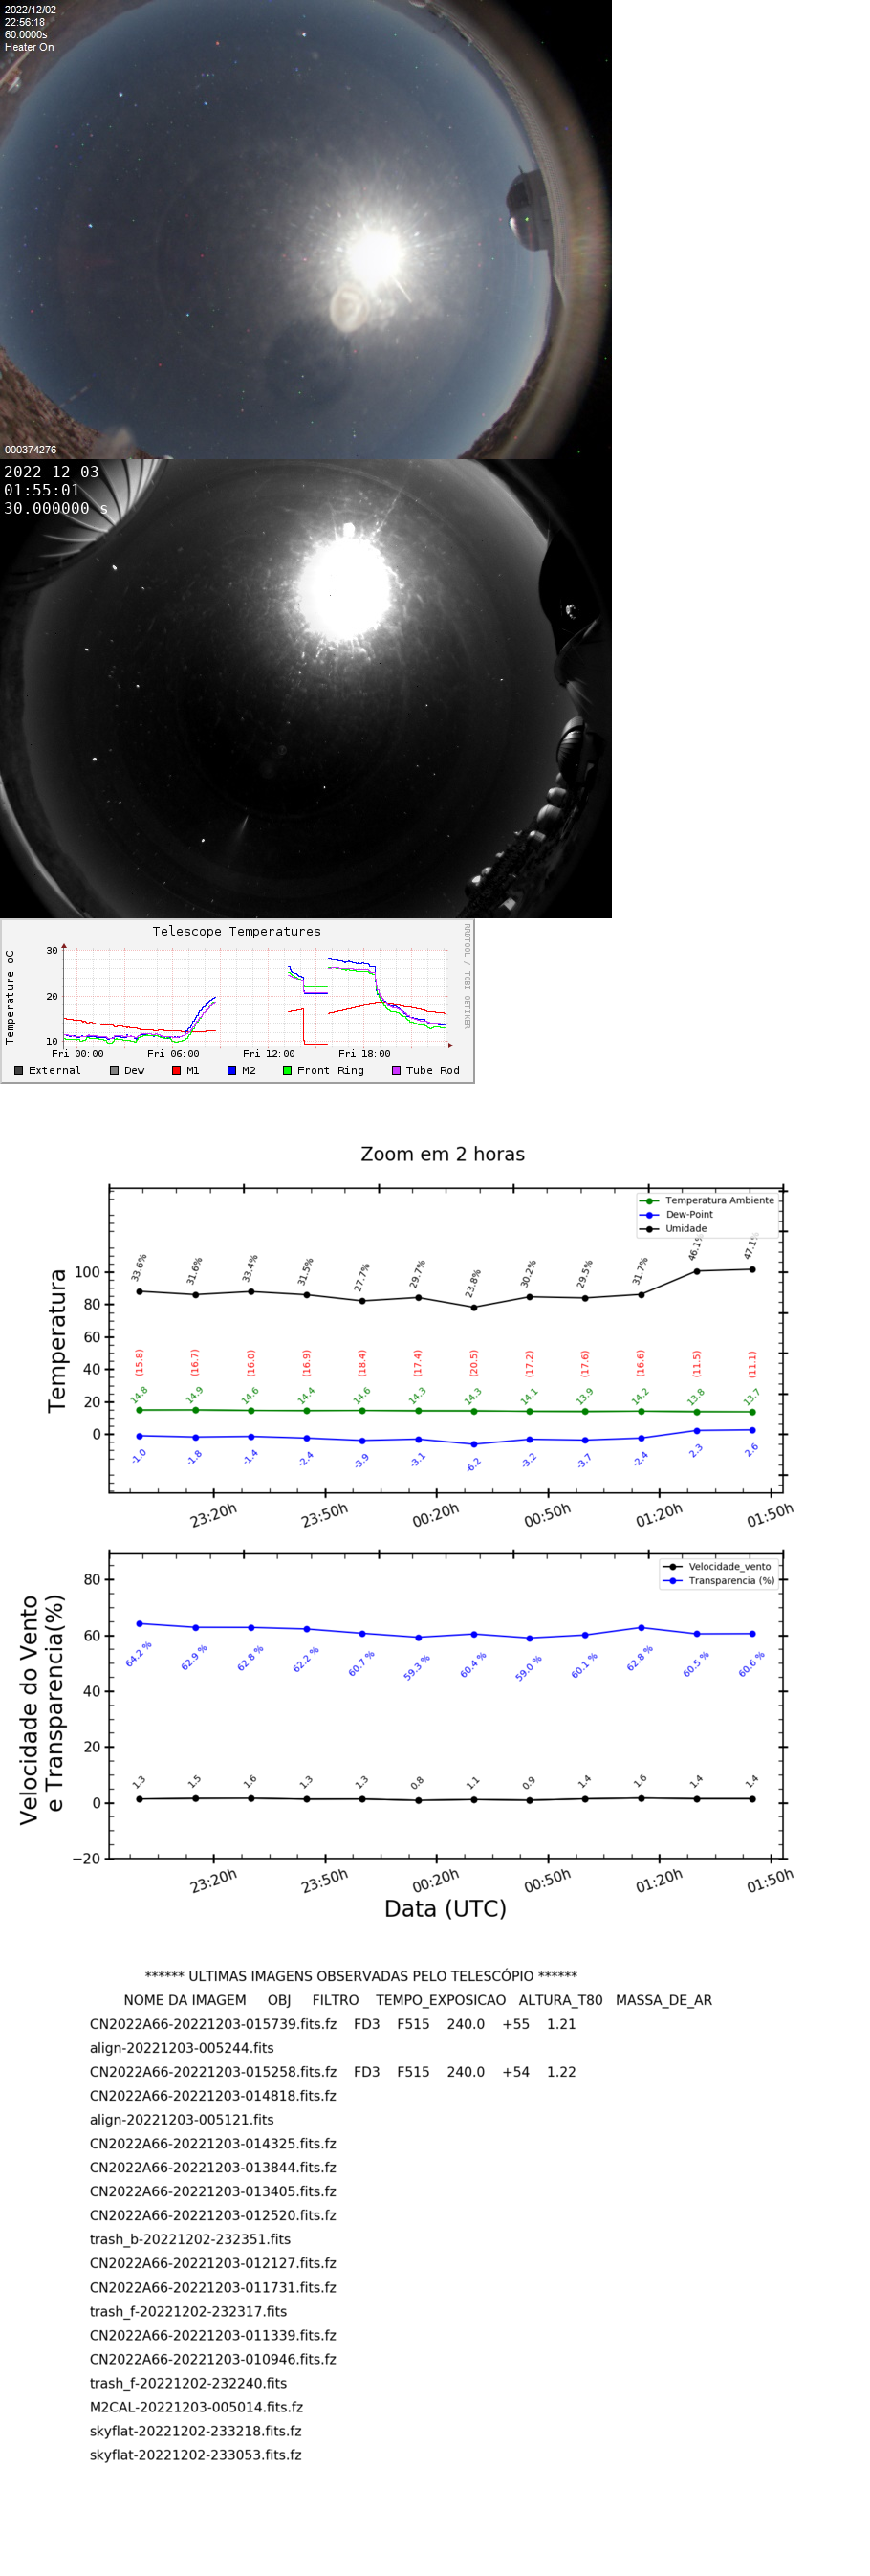 2022/12/02
22:56:18
60.0000s
Heater On
000374276
2022-12-03
01:55:01
30.000000 s
Telescope Temperatures
RRDTOOL / TOBI OETIKER
Temperature oC
30
20
10
Fri 00:00 Fri 06:00 Fri 12:00 Fri 18:00
External Dew M1 M2 Front Ring Tube Rod
Zoom em 2 horas
Temperatura Ambiente
Dew-Point
Umidade
Temperatura
100
80
60
40
20
0
33.6% 31.6% 33.4% 31.5% 27.7% 29.7% 23.8% 30.2% 29.5% 31.7% 46.1% 47.1%
(15.8) (16.7) (16.0) (16.9) (18.4) (17.4) (20.5) (17.2) (17.6) (16.6) (11.5) (11.1)
14.8 14.9 14.6 14.4 14.6 14.3 14.3 14.1 13.9 14.2 13.8 13.7
-1.0 -1.8 -1.4 -2.4 -3.9 -3.1 -6.2 -3.2 -3.7 -2.4 2.3 2.6
23:20h 23:50h 00:20h 00:50h 01:20h 01:50h
Velocidade_vento
Transparencia (%)
Velocidade do Vento
e Transparencia(%)
80
60
40
20
0
−20
64.2 % 62.9 % 62.8 % 62.2 % 60.7 % 59.3 % 60.4 % 59.0 % 60.1 % 62.8 % 60.5 % 60.6 %
1.3 1.5 1.6 1.3 1.3 0.8 1.1 0.9 1.4 1.6 1.4 1.4
23:20h 23:50h 00:20h 00:50h 01:20h 01:50h
Data (UTC)
****** ULTIMAS IMAGENS OBSERVADAS PELO TELESCÓPIO ******
NOME DA IMAGEM OBJ FILTRO TEMPO_EXPOSICAO ALTURA_T80 MASSA_DE_AR
CN2022A66-20221203-015739.fits.fz FD3 F515 240.0 +55 1.21
align-20221203-005244.fits
CN2022A66-20221203-015258.fits.fz FD3 F515 240.0 +54 1.22
CN2022A66-20221203-014818.fits.fz
align-20221203-005121.fits
CN2022A66-20221203-014325.fits.fz
CN2022A66-20221203-013844.fits.fz
CN2022A66-20221203-013405.fits.fz
CN2022A66-20221203-012520.fits.fz
trash_b-20221202-232351.fits
CN2022A66-20221203-012127.fits.fz
CN2022A66-20221203-011731.fits.fz
trash_f-20221202-232317.fits
CN2022A66-20221203-011339.fits.fz
CN2022A66-20221203-010946.fits.fz
trash_f-20221202-232240.fits
M2CAL-20221203-005014.fits.fz
skyflat-20221202-233218.fits.fz
skyflat-20221202-233053.fits.fz